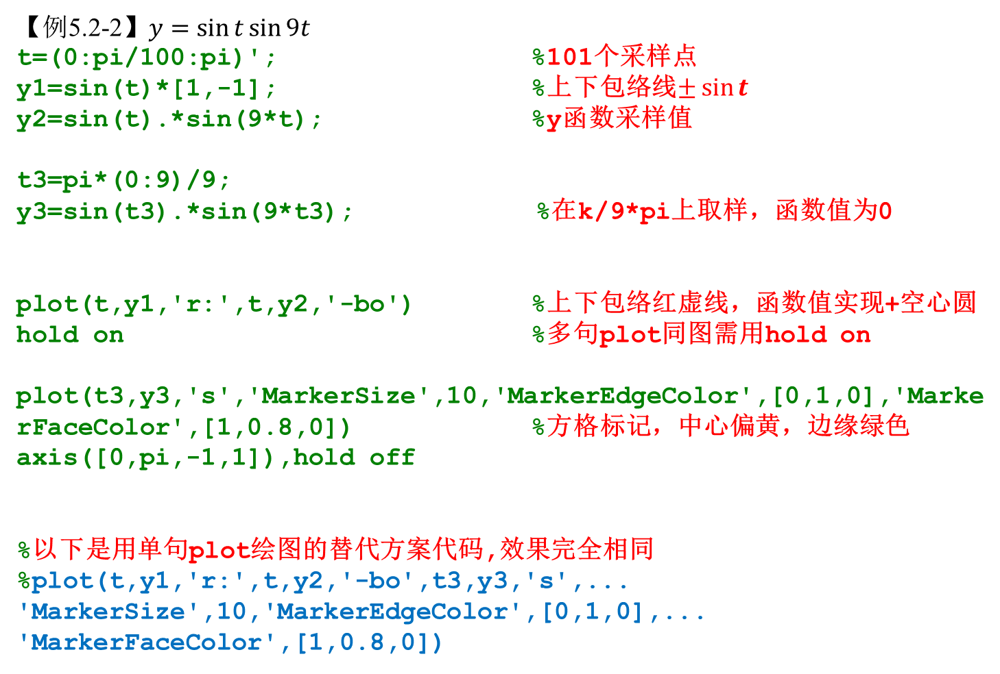 【例5.2-2】y = sin t sin 9t
t=(0:pi/100:pi)'; %101个采样点
y1=sin(t)*[1,-1]; %上下包络线± sin t
y2=sin(t).*sin(9*t); %y函数采样值
t3=pi*(0:9)/9;
y3=sin(t3).*sin(9*t3); %在k/9*pi上取样，函数值为0
plot(t,y1,'r:',t,y2,'-bo') %上下包络红虚线，函数值实现+空心圆
hold on %多句plot同图需用hold on
plot(t3,y3,'s','MarkerSize',10,'MarkerEdgeColor',[0,1,0],'Marke
rFaceColor',[1,0.8,0]) %方格标记，中心偏黄，边缘绿色
axis([0,pi,-1,1]),hold off
%以下是用单句plot绘图的替代方案代码,效果完全相同
%plot(t,y1,'r:',t,y2,'-bo',t3,y3,'s',...
'MarkerSize',10,'MarkerEdgeColor',[0,1,0],...
'MarkerFaceColor',[1,0.8,0])